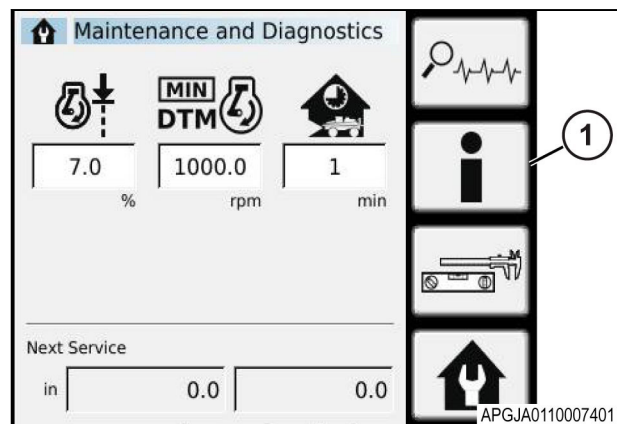 Maintenance and Diagnostics
MIN
DTM
7.0
1000.0
1
%
rpm
min
1
Next Service
in
0.0
0.0
APGJA0110007401